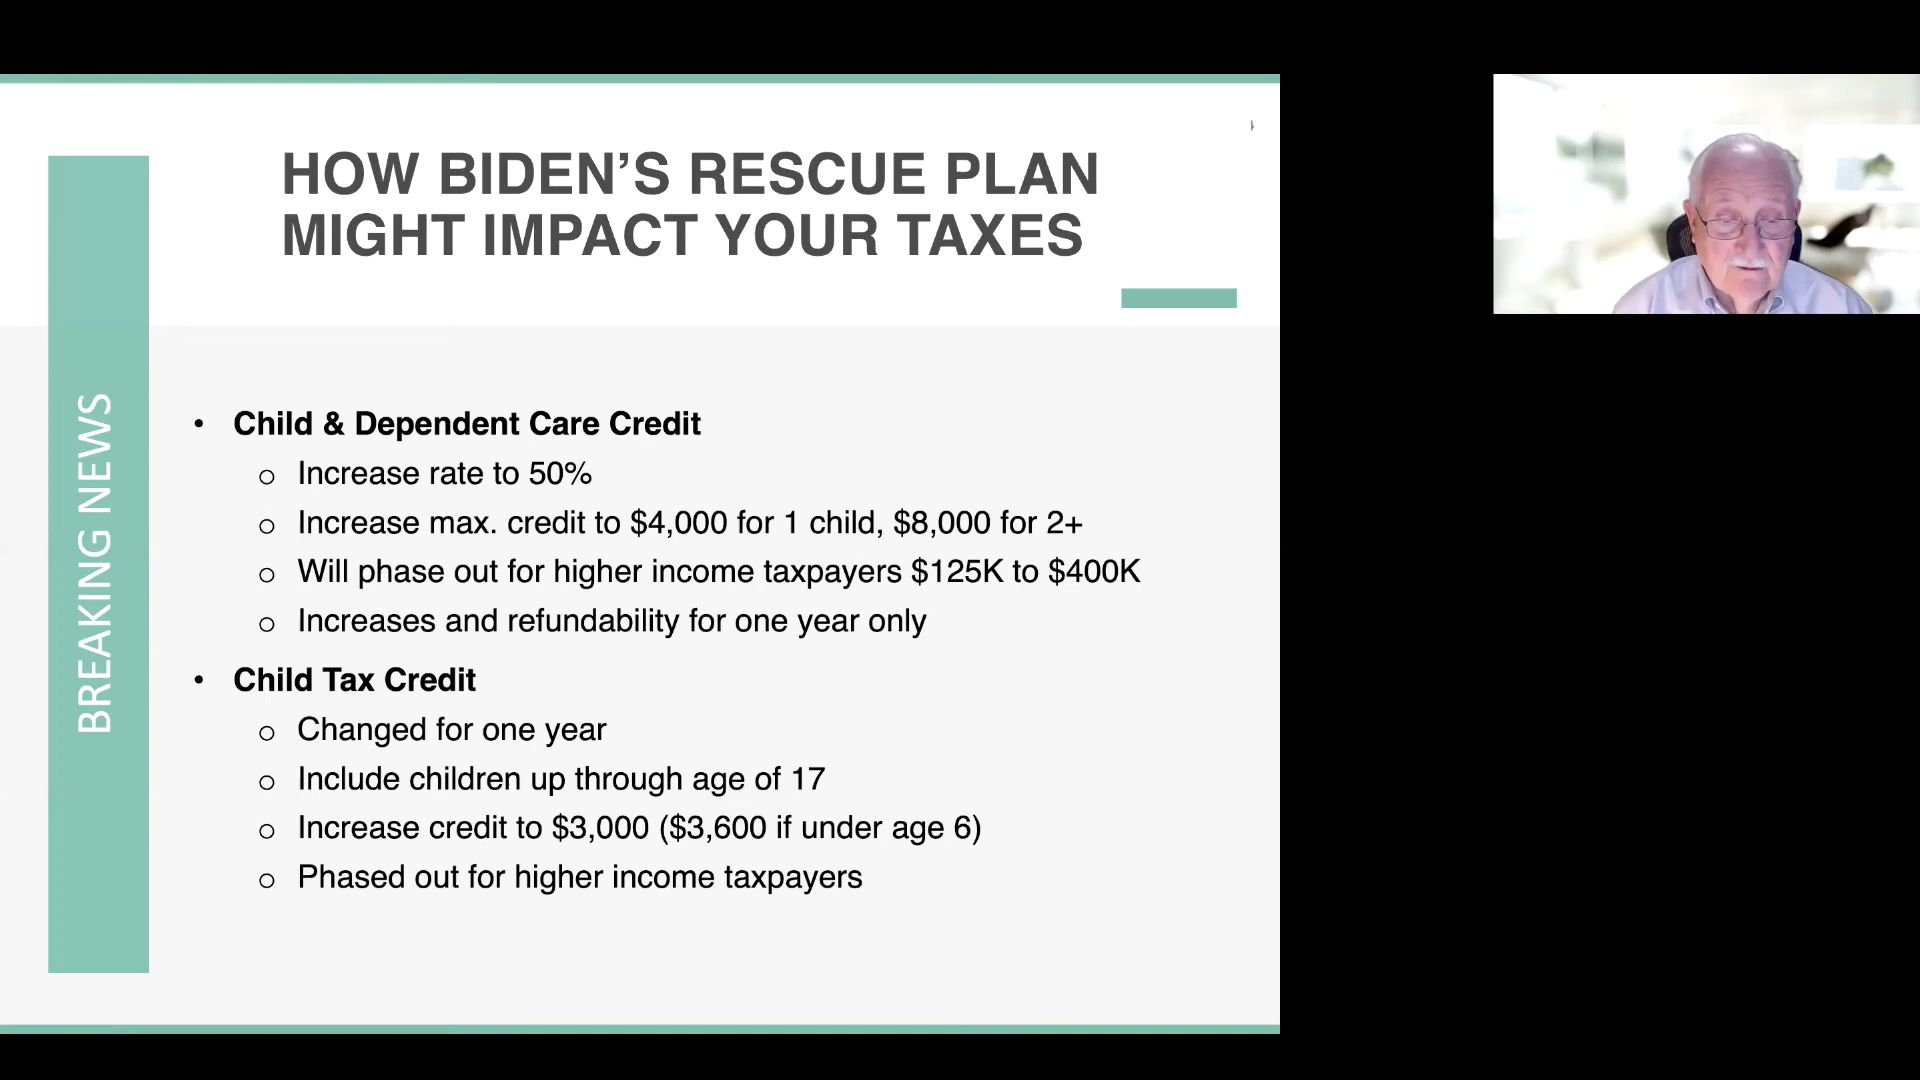 HOW BIDEN’S RESCUE PLAN
MIGHT IMPACT YOUR TAXES
BREAKING NEWS
• Child & Dependent Care Credit
o Increase rate to 50%
o Increase max. credit to $4,000 for 1 child, $8,000 for 2+
o Will phase out for higher income taxpayers $125K to $400K
o Increases and refundability for one year only
• Child Tax Credit
o Changed for one year
o Include children up through age of 17
o Increase credit to $3,000 ($3,600 if under age 6)
o Phased out for higher income taxpayers